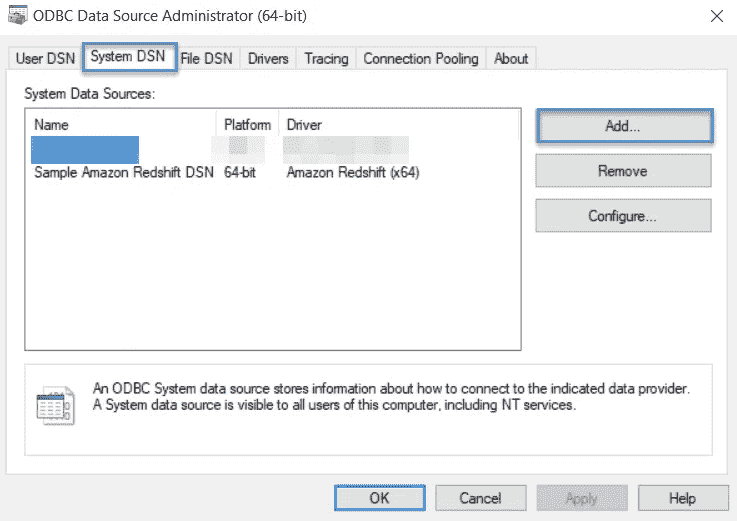 ODBC Data Source Administrator (64-bit)
User DSN System DSN File DSN Drivers Tracing Connection Pooling About
System Data Sources:
Name Platform Driver
Add...
Sample Amazon Redshift DSN 64-bit Amazon Redshift (x64)
Remove
Configure...
An ODBC System data source stores information about how to connect to the indicated data provider.
A System data source is visible to all users of this computer, including NT services.
OK Cancel Apply Help